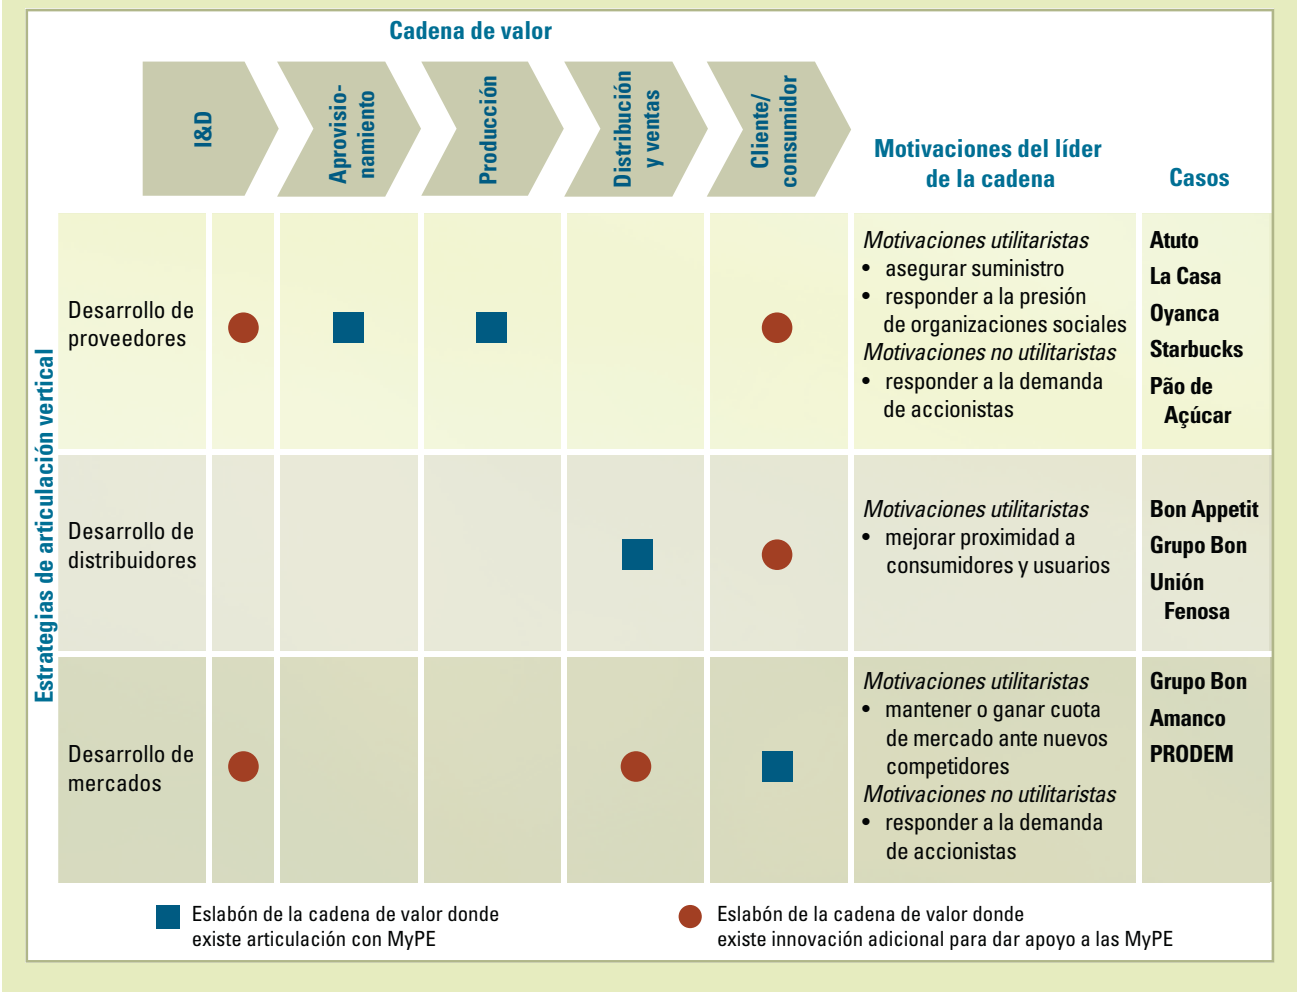 Cadena de valor
I&D
Aprovisio-
namiento
Producción
Distribución
y ventas
Cliente/
consumidor
Motivaciones del líder
de la cadena
Casos
Estrategias de articulación vertical
Desarrollo de
proveedores
Motivaciones utilitaristas
• asegurar suministro
• responder a la presión
de organizaciones sociales
Motivaciones no utilitaristas
• responder a la demanda
de accionistas
Atuto
La Casa
Oyanca
Starbucks
Pão de
Açúcar
Desarrollo de
distribuidores
Motivaciones utilitaristas
• mejorar proximidad a
consumidores y usuarios
Bon Appetit
Grupo Bon
Unión
Fenosa
Desarrollo de
mercados
Motivaciones utilitaristas
• mantener o ganar cuota
de mercado ante nuevos
competidores
Motivaciones no utilitaristas
• responder a la demanda
de accionistas
Grupo Bon
Amanco
PRODEM
Eslabón de la cadena de valor donde
existe articulación con MyPE
Eslabón de la cadena de valor donde
existe innovación adicional para dar apoyo a las MyPE